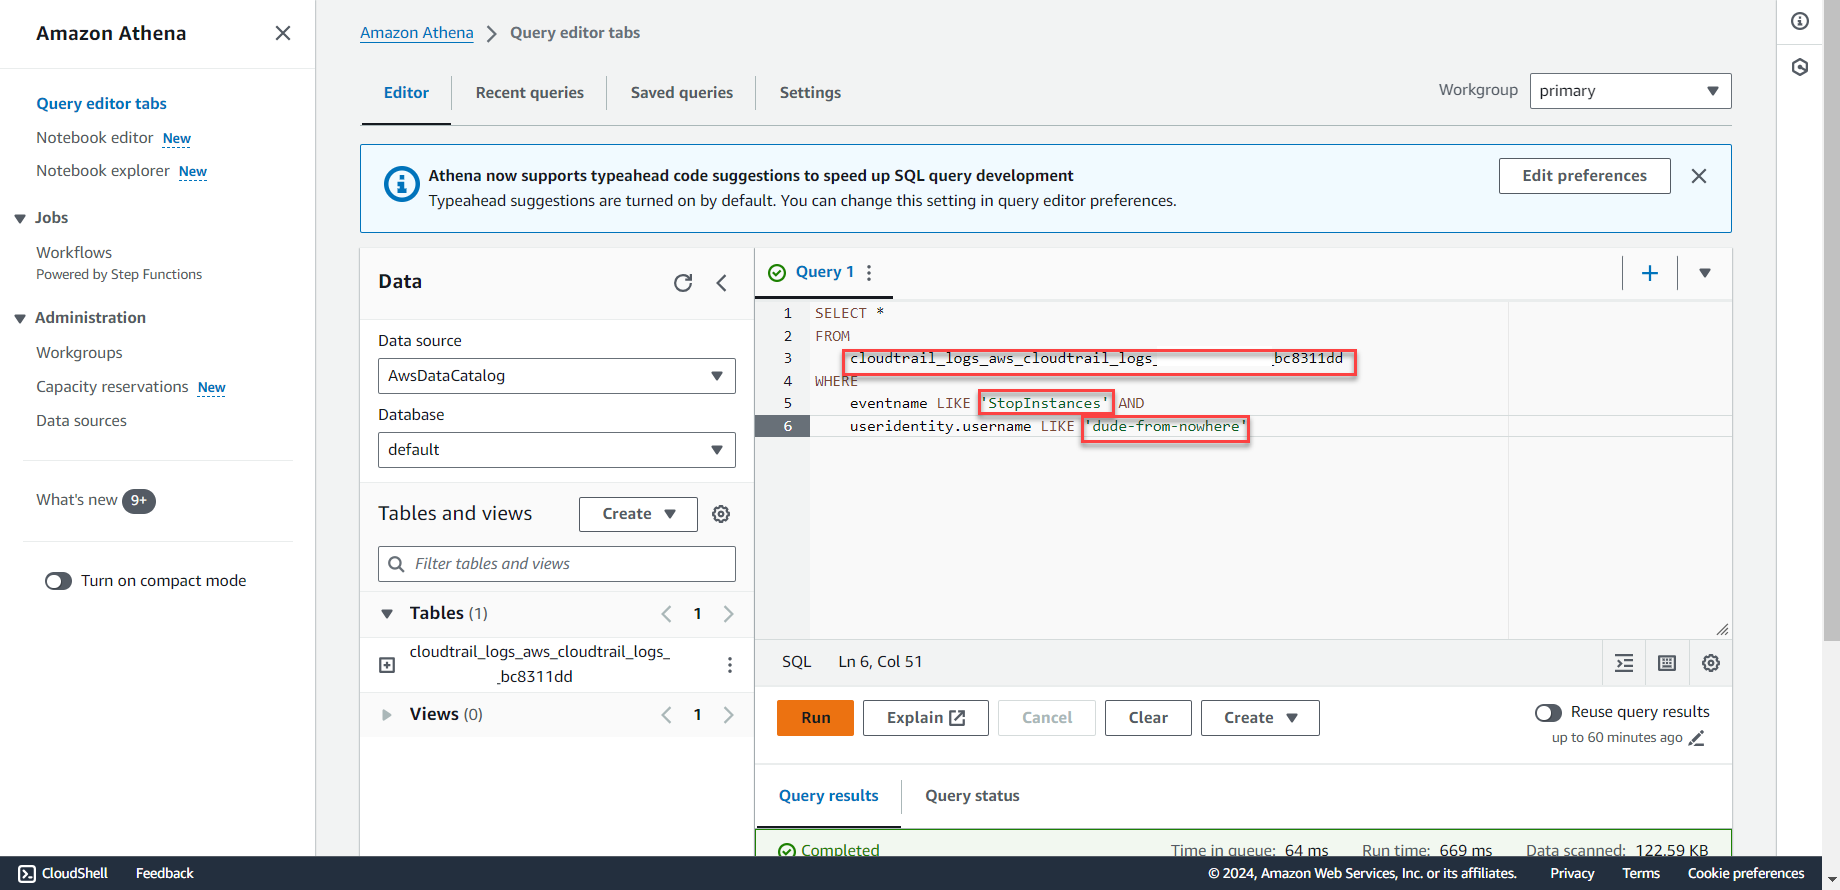 Amazon Athena
Query editor tabs
Notebook editor New
Notebook explorer New
Jobs
Workflows
Powered by Step Functions
Administration
Workgroups
Capacity reservations New
Data sources
What's new 9+
Turn on compact mode
Amazon Athena > Query editor tabs
Editor
Recent queries
Saved queries
Settings
Workgroup primary
Athena now supports typeahead code suggestions to speed up SQL query development
Typeahead suggestions are turned on by default. You can change this setting in query editor preferences.
Edit preferences
Data
Data source
AwsDataCatalog
Database
default
Tables and views
Create
Filter tables and views
Tables (1)
1
cloudtrail_logs_aws_cloudtrail_logs_
_bc8311dd
Views (0)
1
Query 1
1 SELECT *
2 FROM
3 cloudtrail_logs_aws_cloudtrail_logs_ _bc8311dd
4 WHERE
5 eventname LIKE 'StopInstances' AND
6 useridentity.username LIKE 'dude-from-nowhere'
SQL Ln 6, Col 51
Run
Explain
Cancel
Clear
Create
Reuse query results
up to 60 minutes ago
Query results
Query status
Completed
Time in queue: 64 ms Run time: 669 ms Data scanned: 122.59 KB
CloudShell Feedback
© 2024, Amazon Web Services, Inc. or its affiliates. Privacy Terms Cookie preferences